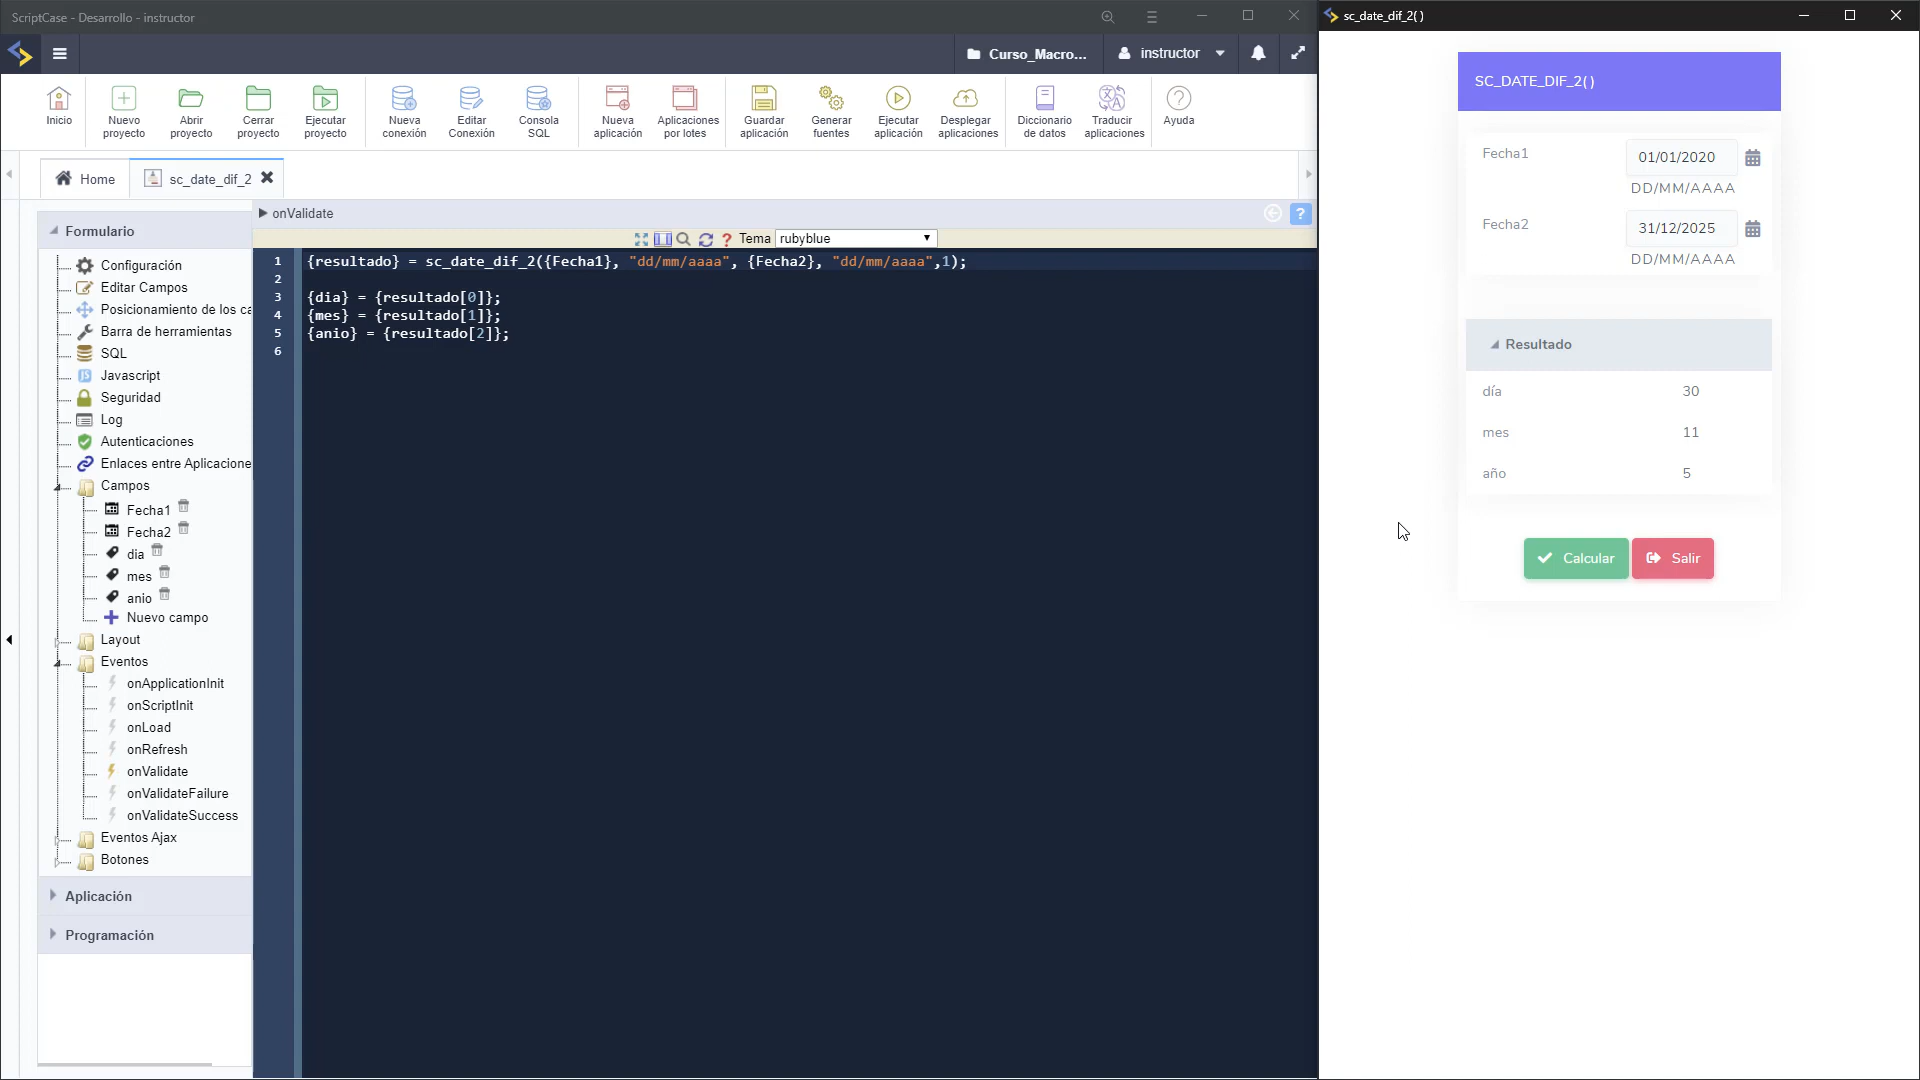 ScriptCase - Desarrollo - instructor
sc_date_dif_2( )
Curso_Macro...
instructor
Inicio
Nuevo proyecto
Abrir proyecto
Cerrar proyecto
Ejecutar proyecto
Nueva conexión
Editar Conexión
Consola SQL
Nueva aplicación
Aplicaciones por lotes
Guardar aplicación
Generar fuentes
Ejecutar aplicación
Desplegar aplicaciones
Diccionario de datos
Traducir aplicaciones
Ayuda
Home
sc_date_dif_2
Formulario
Configuración
Editar Campos
Posicionamiento de los ca
Barra de herramientas
SQL
Javascript
Seguridad
Log
Autenticaciones
Enlaces entre Aplicacione
Campos
Fecha1
Fecha2
dia
mes
anio
Nuevo campo
Layout
Eventos
onApplicationInit
onScriptInit
onLoad
onRefresh
onValidate
onValidateFailure
onValidateSuccess
Eventos Ajax
Botones
Aplicación
Programación
onValidate
?
? Tema rubyblue
1 {resultado} = sc_date_dif_2({Fecha1}, "dd/mm/aaaa", {Fecha2}, "dd/mm/aaaa",1);
2
3 {dia} = {resultado[0]};
4 {mes} = {resultado[1]};
5 {anio} = {resultado[2]};
6
SC_DATE_DIF_2( )
Fecha1 01/01/2020
DD/MM/AAAA
Fecha2 31/12/2025
DD/MM/AAAA
Resultado
día 30
mes 11
año 5
Calcular
Salir